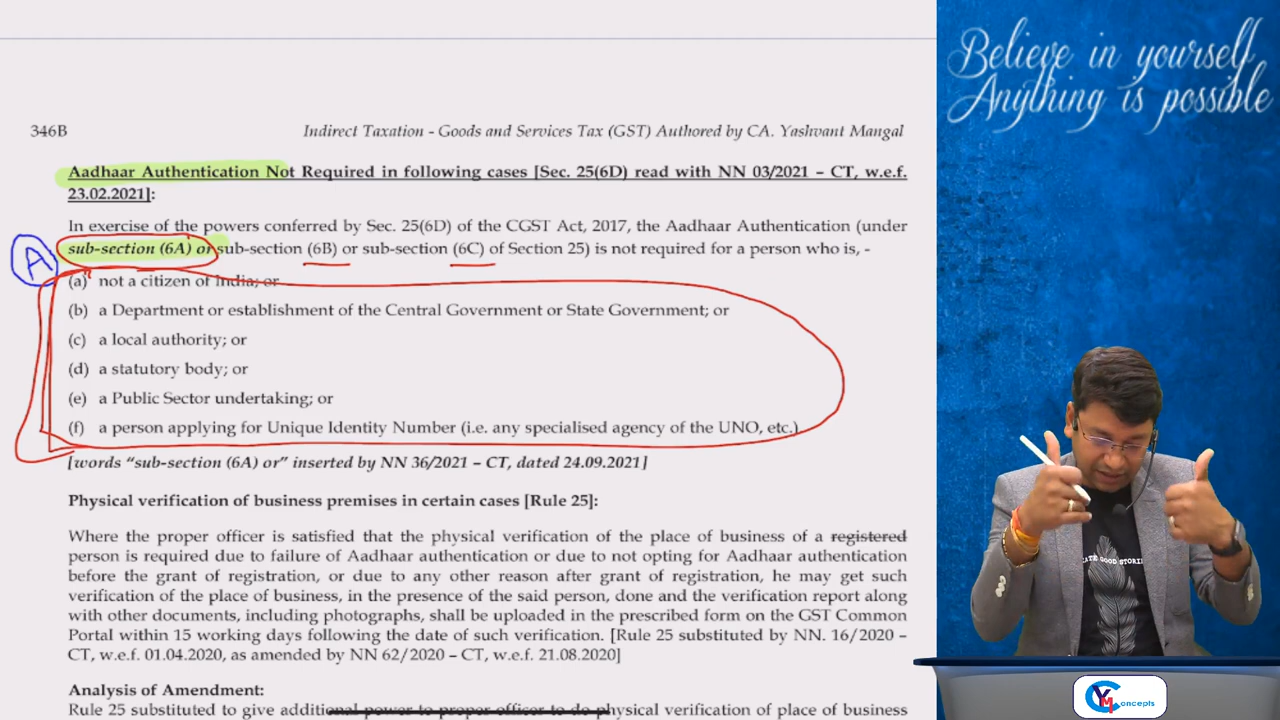 Believe in yourself
Anything is possible
346B Indirect Taxation - Goods and Services Tax (GST) Authored by CA. Yashvant Mangal
Aadhaar Authentication Not Required in following cases [Sec. 25(6D) read with NN 03/2021 – CT, w.e.f.
23.02.2021]:
In exercise of the powers conferred by Sec. 25(6D) of the CGST Act, 2017, the Aadhaar Authentication (under
sub-section (6A) or sub-section (6B) or sub-section (6C) of Section 25) is not required for a person who is, -
A
(a) not a citizen of India; or
(b) a Department or establishment of the Central Government or State Government; or
(c) a local authority; or
(d) a statutory body; or
(e) a Public Sector undertaking; or
(f) a person applying for Unique Identity Number (i.e. any specialised agency of the UNO, etc.)
[words “sub-section (6A) or” inserted by NN 36/2021 – CT, dated 24.09.2021]
Physical verification of business premises in certain cases [Rule 25]:
Where the proper officer is satisfied that the physical verification of the place of business of a registered
person is required due to failure of Aadhaar authentication or due to not opting for Aadhaar authentication
before the grant of registration, or due to any other reason after grant of registration, he may get such
verification of the place of business, in the presence of the said person, done and the verification report along
with other documents, including photographs, shall be uploaded in the prescribed form on the GST Common
Portal within 15 working days following the date of such verification. [Rule 25 substituted by NN. 16/2020 –
CT, w.e.f. 01.04.2020, as amended by NN 62/2020 – CT, w.e.f. 21.08.2020]
Analysis of Amendment:
Rule 25 substituted to give additional power to proper officer to do physical verification of place of business
GOOD STORI
YM
oncepts